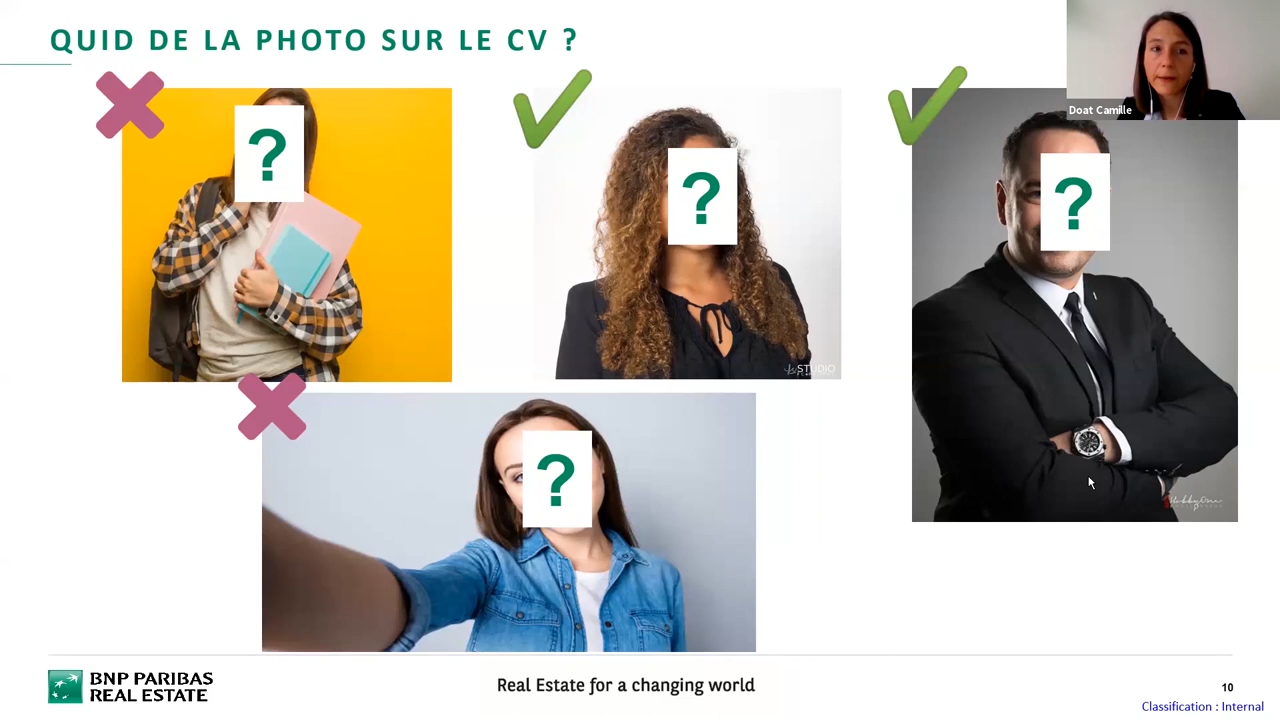 QUID DE LA PHOTO SUR LE CV ?
Doat Camille
?
?
?
STUDIO
?
BNP PARIBAS
REAL ESTATE
Real Estate for a changing world
10
Classification : Internal